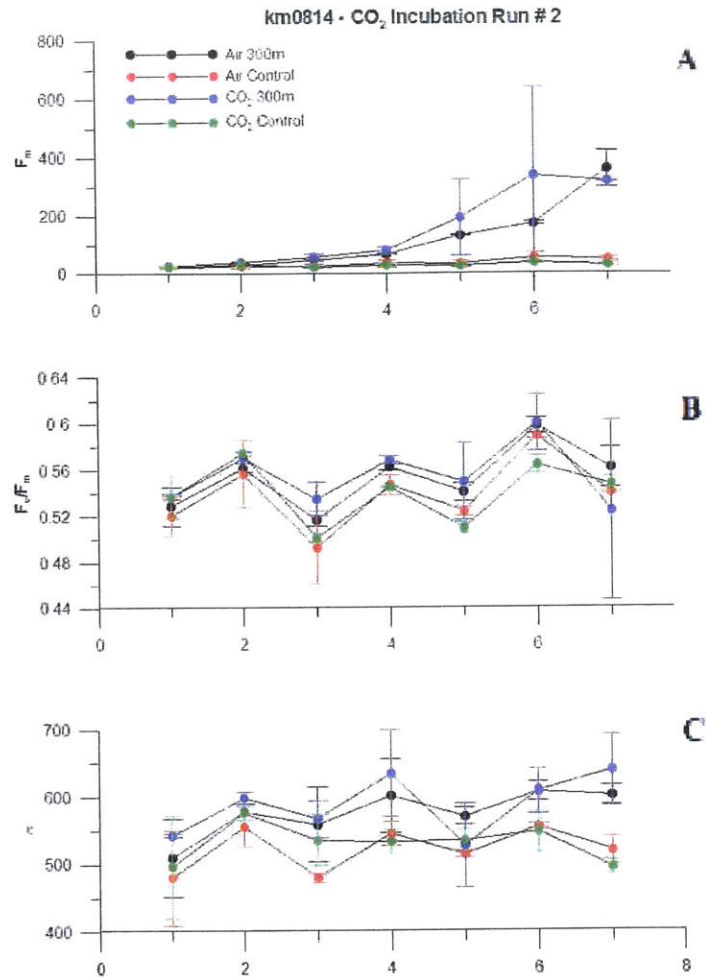 km0814 - CO2 Incubation Run # 2
A
800
Air 300m
Air Control
600
CO2 300m
CO2 Control
Fm
400
200
0
0 2 4 6
B
0.64
0.6
0.56
Fv/Fm
0.52
0.48
0.44
0 2 4 6
C
700
600
500
400
0 2 4 6 8